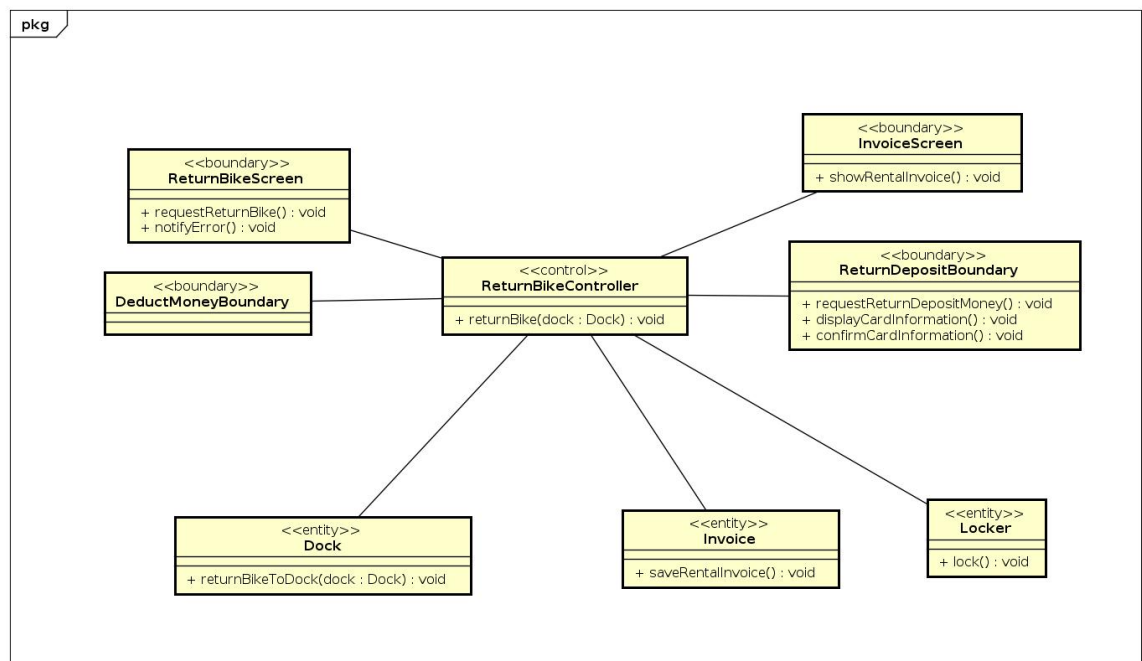 pkg
<<boundary>>
InvoiceScreen
+ showRentalInvoice() : void
<<boundary>>
ReturnBikeScreen
+ requestReturnBike() : void
+ notifyError() : void
<<boundary>>
ReturnDepositBoundary
+ requestReturnDepositMoney() : void
+ displayCardInformation() : void
+ confirmCardInformation() : void
<<control>>
ReturnBikeController
+ returnBike(dock : Dock) : void
<<boundary>>
DeductMoneyBoundary
<<entity>>
Dock
+ returnBikeToDock(dock : Dock) : void
<<entity>>
Invoice
+ saveRentalInvoice() : void
<<entity>>
Locker
+ lock() : void